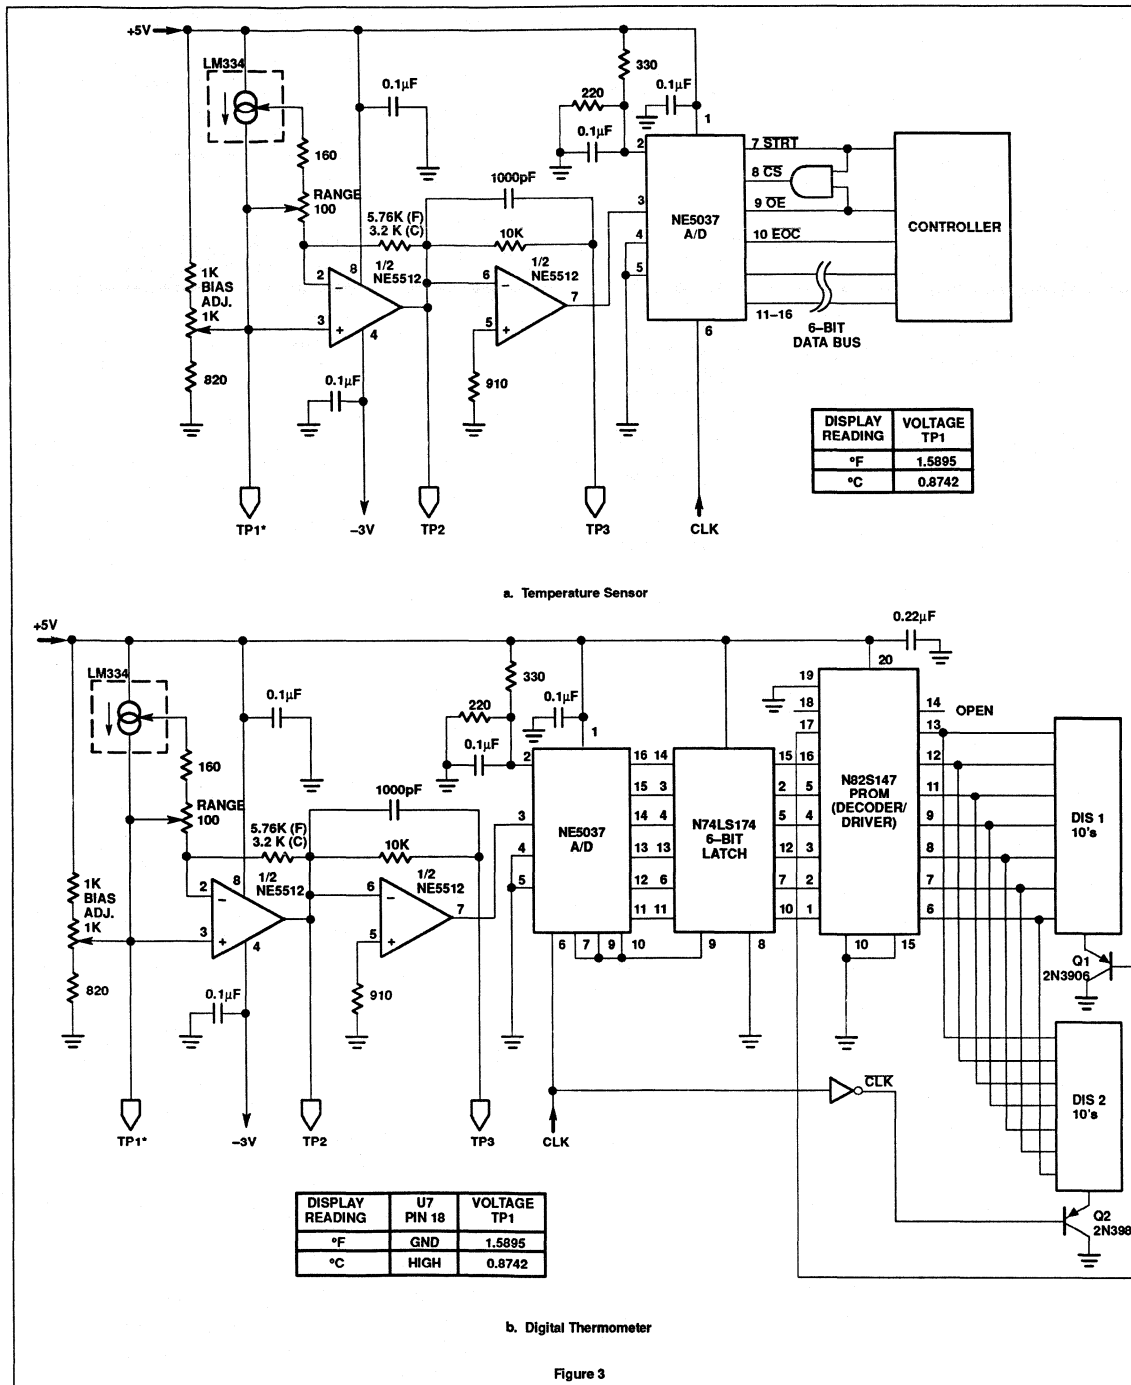 +5V
LM334
160
RANGE
100
0.1µF
330
220
0.1µF
0.1µF
1
2
1000pF
5.76K (F)
3.2 K (C)
10K
1K
BIAS
ADJ.
1K
820
2
3
8
4
1/2
NE5512
6
5
7
1/2
NE5512
910
0.1µF
3
4
5
6
NE5037
A/D
7 STRT
8 CS
9 OE
10 EOC
11–16
6–BIT
DATA BUS
CONTROLLER
TP1*
–3V
TP2
TP3
CLK
DISPLAY READING VOLTAGE TP1
°F 1.5895
°C 0.8742
a. Temperature Sensor
+5V
LM334
160
RANGE
100
0.1µF
330
220
0.1µF
0.1µF
1
2
0.22µF
1000pF
5.76K (F)
3.2 K (C)
10K
1K
BIAS
ADJ.
1K
820
2
3
8
4
1/2
NE5512
6
5
7
1/2
NE5512
910
0.1µF
3
4
5
NE5037
A/D
16 14
15 3
14 4
13 13
12 6
11 11
6 7 9 10
N74LS174
6–BIT
LATCH
9 8
15 16
2 5
5 4
12 3
7 2
10 1
20
19
18
17
N82S147
PROM
(DECODER/
DRIVER)
10 15
14 OPEN
13
12
11
9
8
7
6
DIS 1
10's
Q1
2N3906
DIS 2
10's
Q2
2N398
CLK
TP1*
–3V
TP2
TP3
CLK
DISPLAY READING U7 PIN 18 VOLTAGE TP1
°F GND 1.5895
°C HIGH 0.8742
b. Digital Thermometer
Figure 3